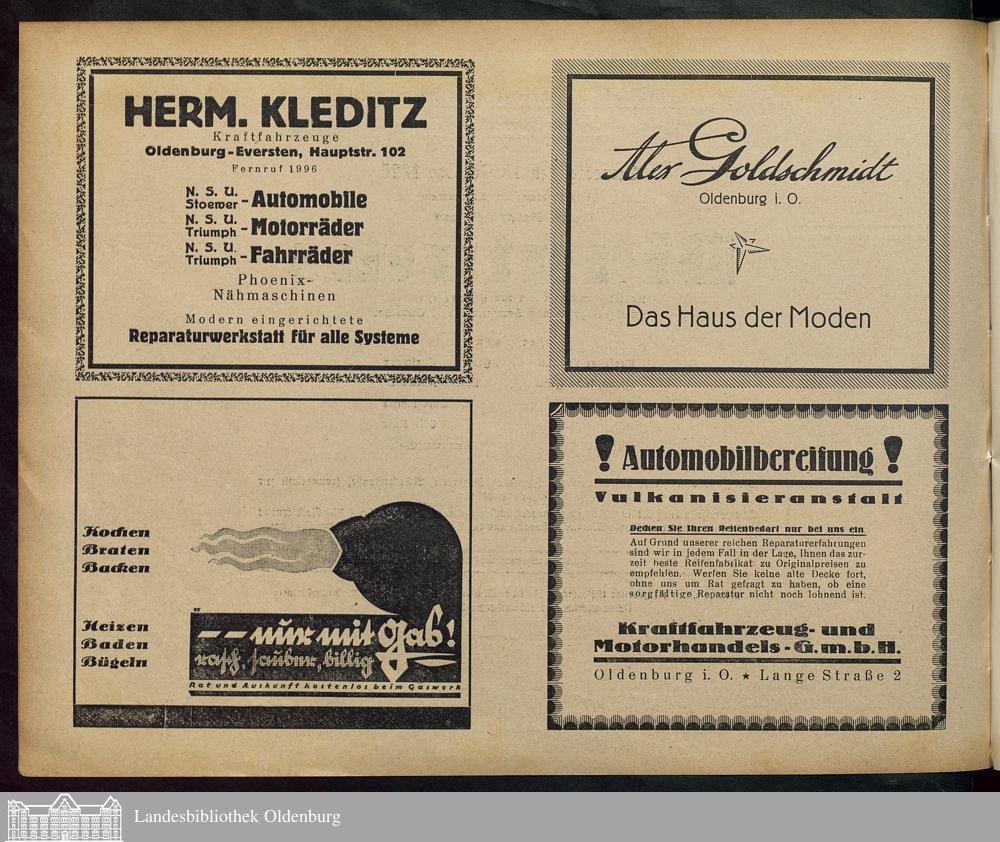 HERM. KLEDITZ
Kraftfahrzeuge
Oldenburg-Eversten, Hauptstr. 102
Fernruf 1996
N. S. U.
Stoewer - Automobile
N. S. U.
Triumph - Motorräder
N. S. U.
Triumph - Fahrräder
Phoenix-
Nähmaschinen
Modern eingerichtete
Reparaturwerkstatt für alle Systeme
Alex Goldschmidt
Oldenburg i. O.
Das Haus der Moden
Kochen
Braten
Backen
Heizen
Baden
Bügeln
-- nur mit Gas!
rasch, sauber, billig
Rat und Auskunft kostenlos beim Gaswerk
! Automobilbereifung !
Vulkanisieranstalt
Decken Sie Ihren Reifenbedarf nur bei uns ein
Auf Grund unserer reichen Reparaturerfahrungen
sind wir in jedem Fall in der Lage, Ihnen das zur-
zeit beste Reifenfabrikat zu Originalpreisen zu
empfehlen. Werfen Sie keine alte Decke fort,
ohne uns um Rat gefragt zu haben, ob eine
sorgfältige Reparatur nicht noch lohnend ist.
Kraftfahrzeug- und
Motorhandels-G.m.b.H.
Oldenburg i. O. ★ Lange Straße 2
Landesbibliothek Oldenburg